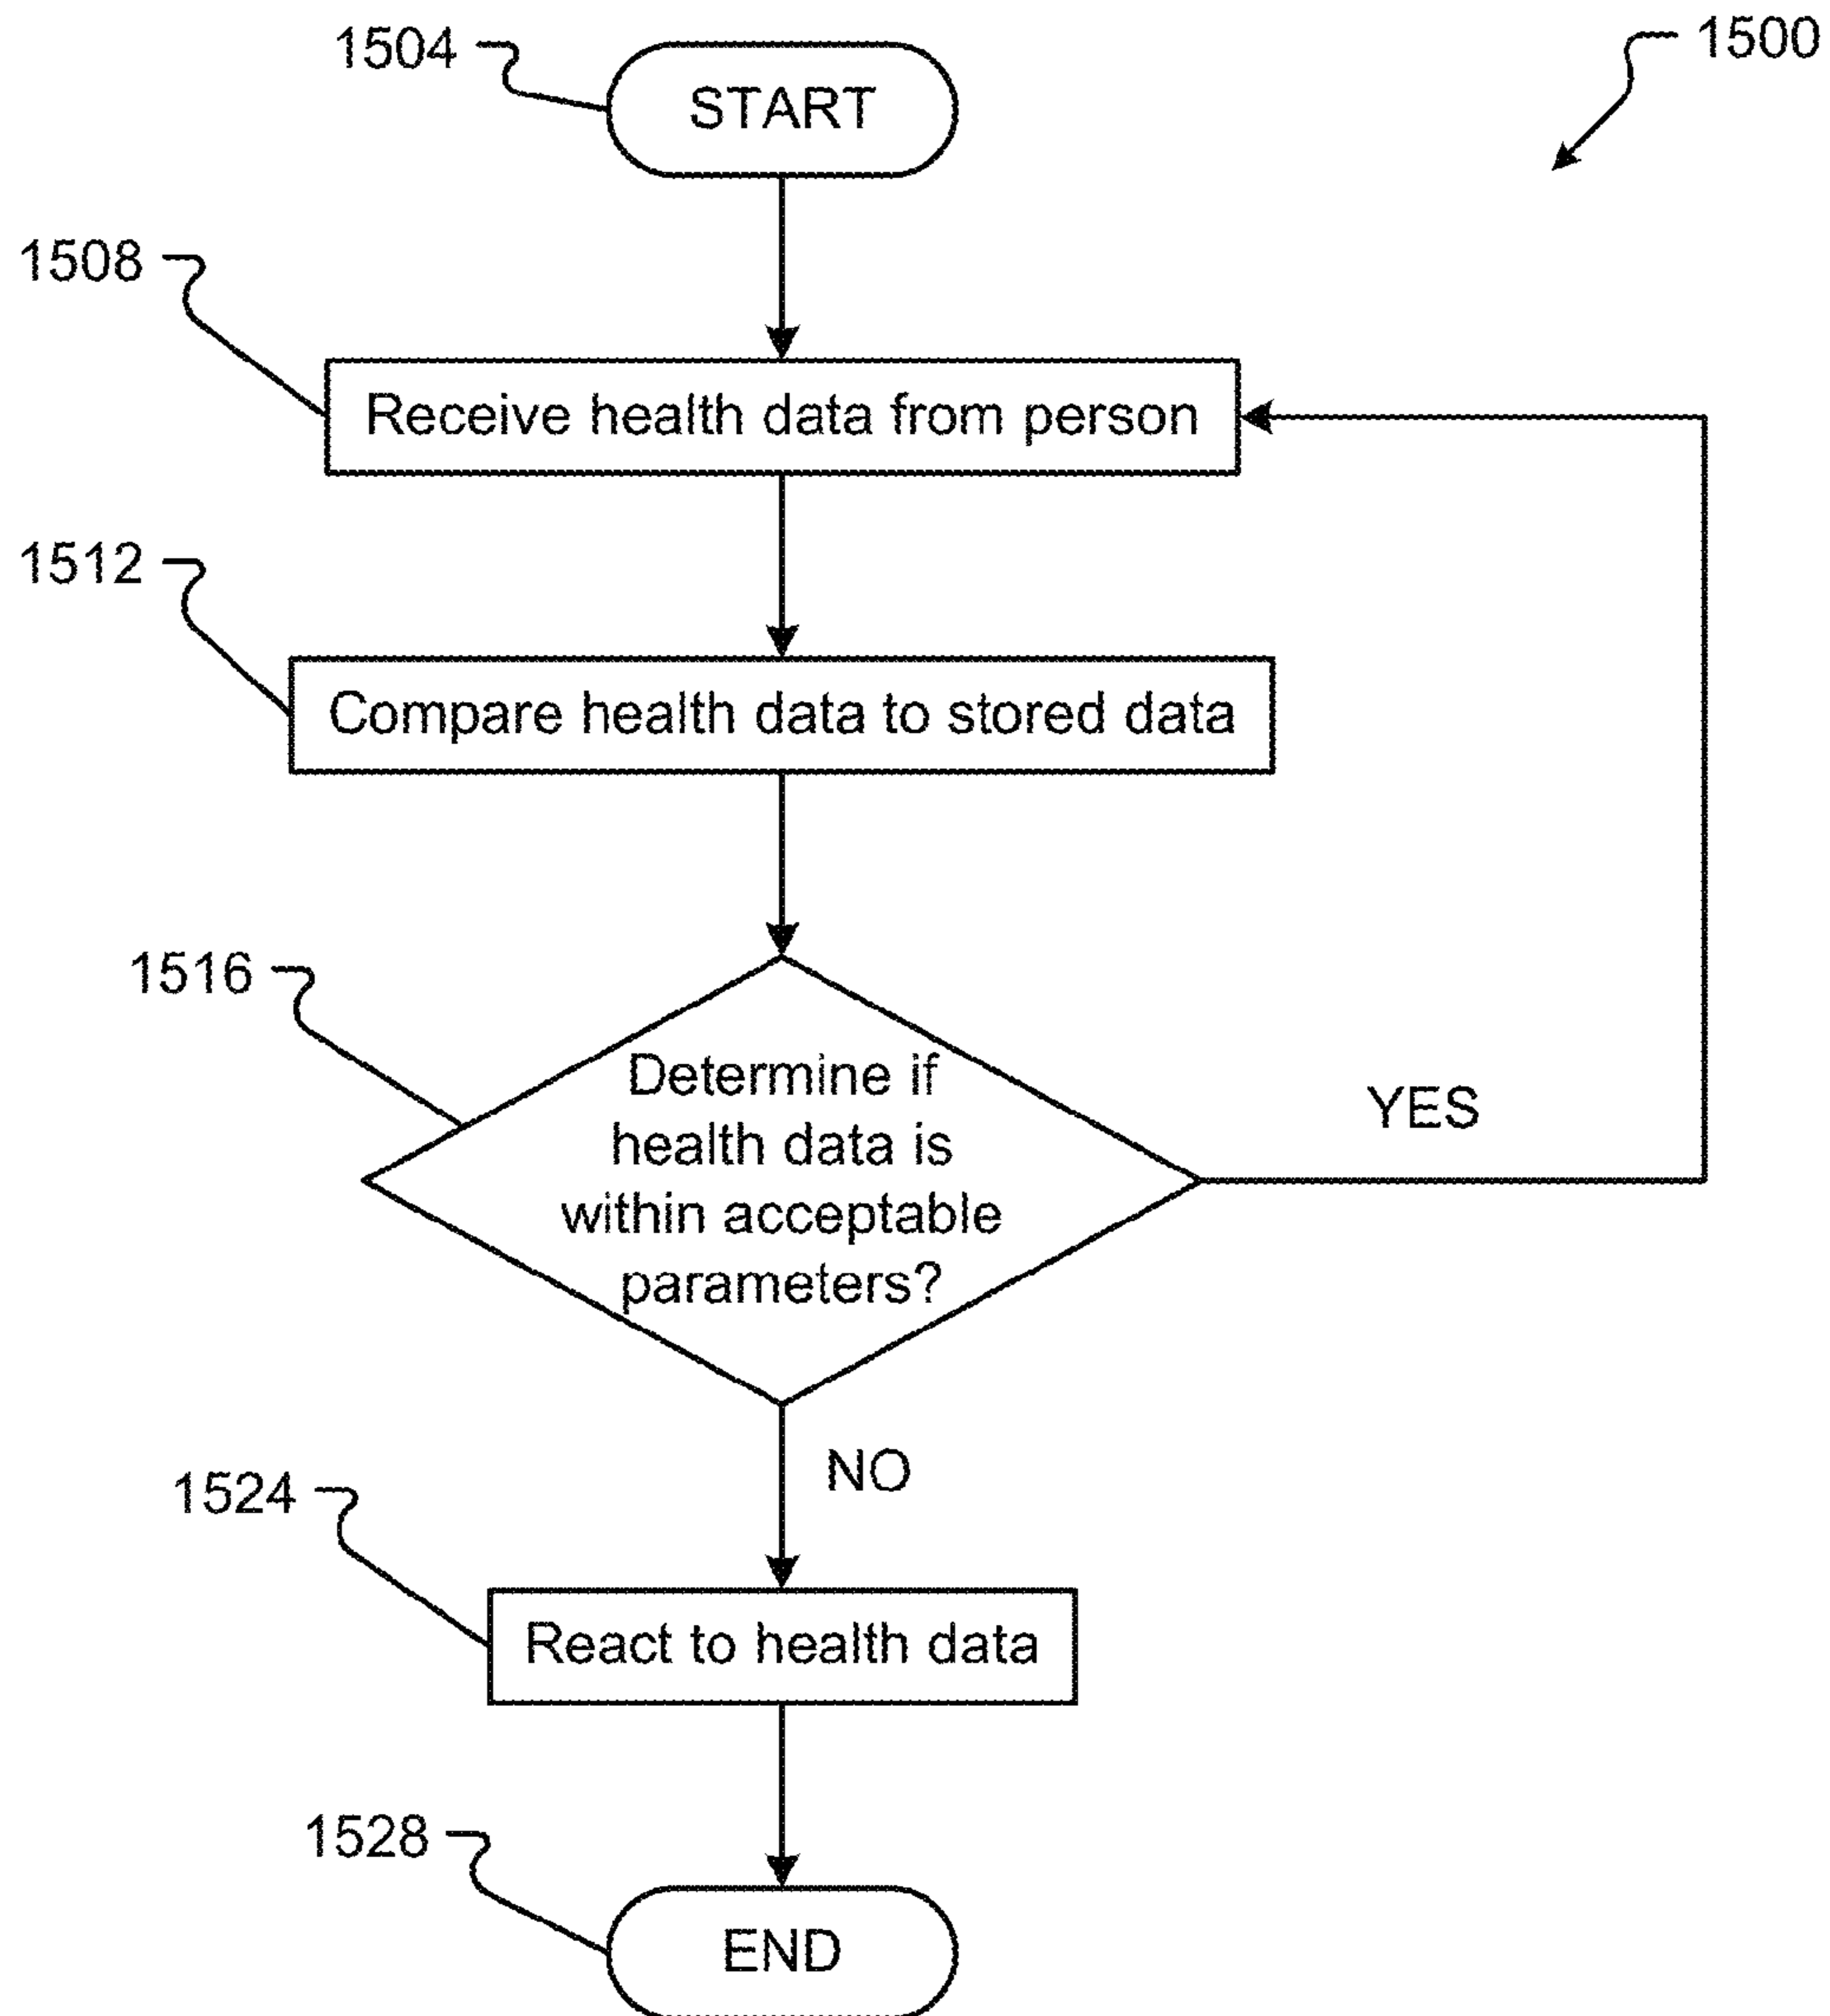 1500
1504
START
1508
Receive health data from person
1512
Compare health data to stored data
1516
Determine if
health data is
within acceptable
parameters?
YES
NO
1524
React to health data
1528
END